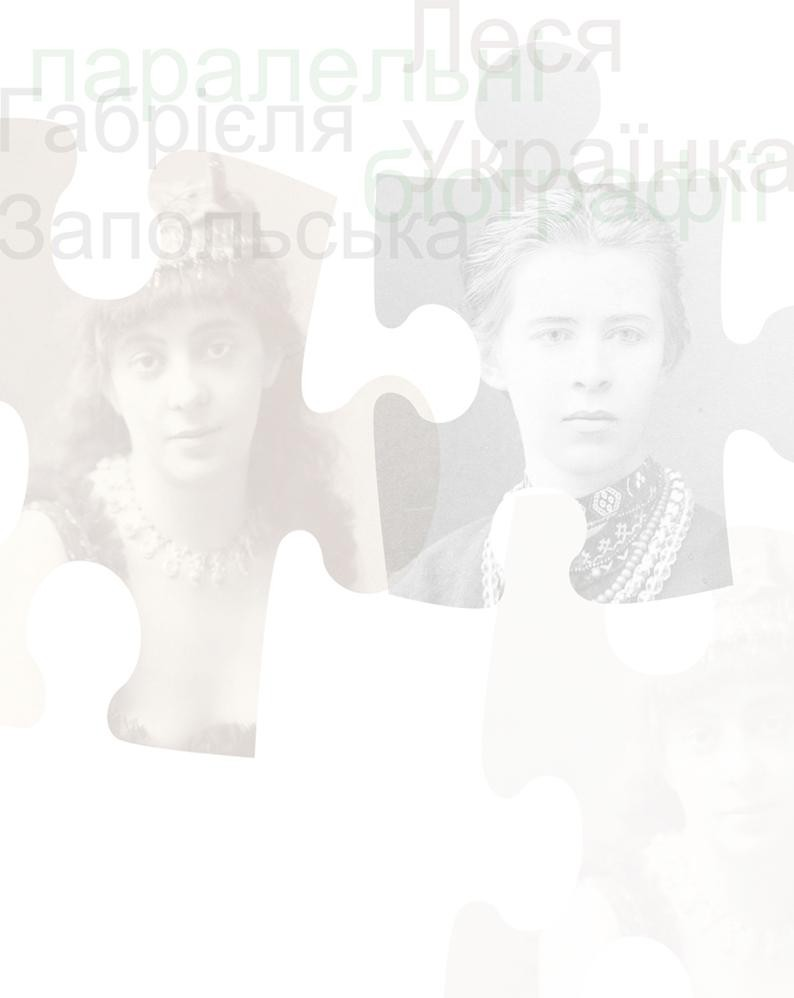 Леся
паралельні
Габрієля
Українка
біографії
Запольська